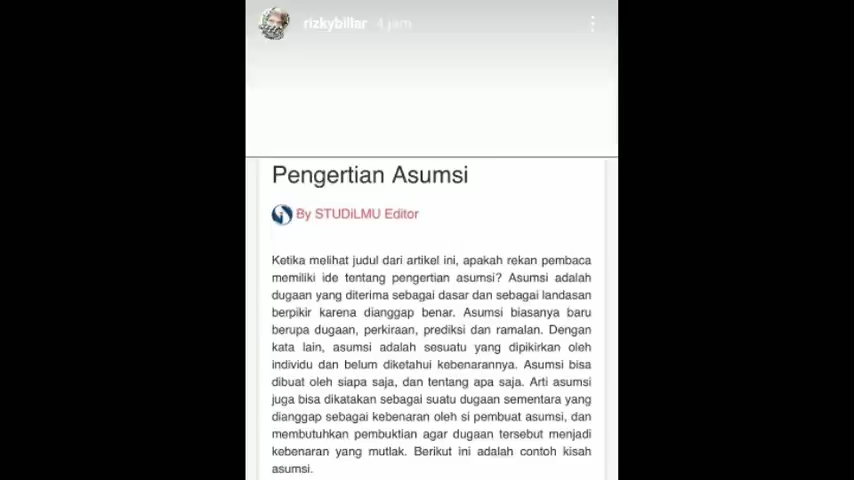 rizkybillar 4 jam
Pengertian Asumsi
By STUDiLMU Editor
Ketika melihat judul dari artikel ini, apakah rekan pembaca
memiliki ide tentang pengertian asumsi? Asumsi adalah
dugaan yang diterima sebagai dasar dan sebagai landasan
berpikir karena dianggap benar. Asumsi biasanya baru
berupa dugaan, perkiraan, prediksi dan ramalan. Dengan
kata lain, asumsi adalah sesuatu yang dipikirkan oleh
individu dan belum diketahui kebenarannya. Asumsi bisa
dibuat oleh siapa saja, dan tentang apa saja. Arti asumsi
juga bisa dikatakan sebagai suatu dugaan sementara yang
dianggap sebagai kebenaran oleh si pembuat asumsi, dan
membutuhkan pembuktian agar dugaan tersebut menjadi
kebenaran yang mutlak. Berikut ini adalah contoh kisah
asumsi.